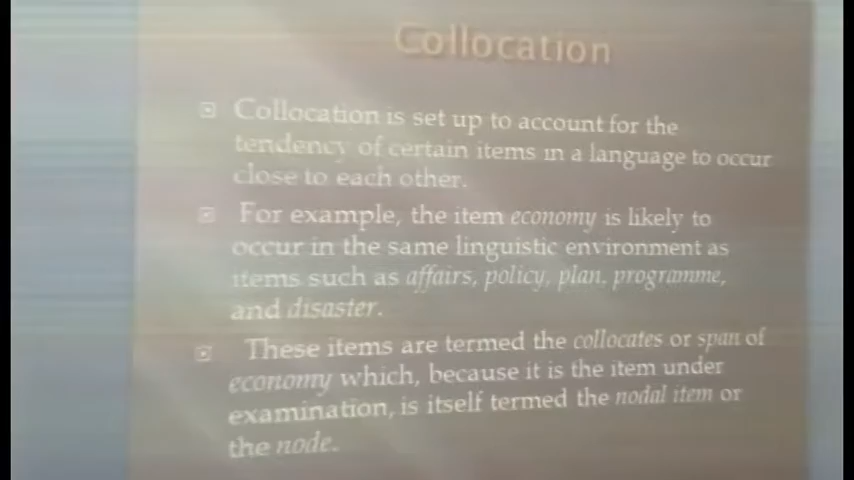 Collocation
Collocation is set up to account for the
tendency of certain items in a language to occur
close to each other.
For example, the item economy is likely to
occur in the same linguistic environment as
items such as affairs, policy, plan, programme,
and disaster.
These items are termed the collocates or span of
economy which, because it is the item under
examination, is itself termed the nodal item or
the node.